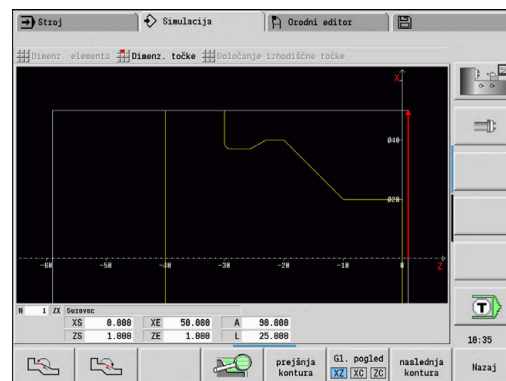 Stroj
Simulacija
Orodni editor
Dimenz. elementa
Dimenz. točke
Določanje izhodiščne točke
X
Ø40
Ø20
-60
-50
-40
-30
-20
-10
0
Z
N 1 ZX Surovec
XS 0.000 XE 50.000 A 90.000
ZS 1.000 ZE 1.000 L 25.000
T
10:35
prejšnja kontura
Gl. pogled
XZ XC ZC
naslednja kontura
Nazaj